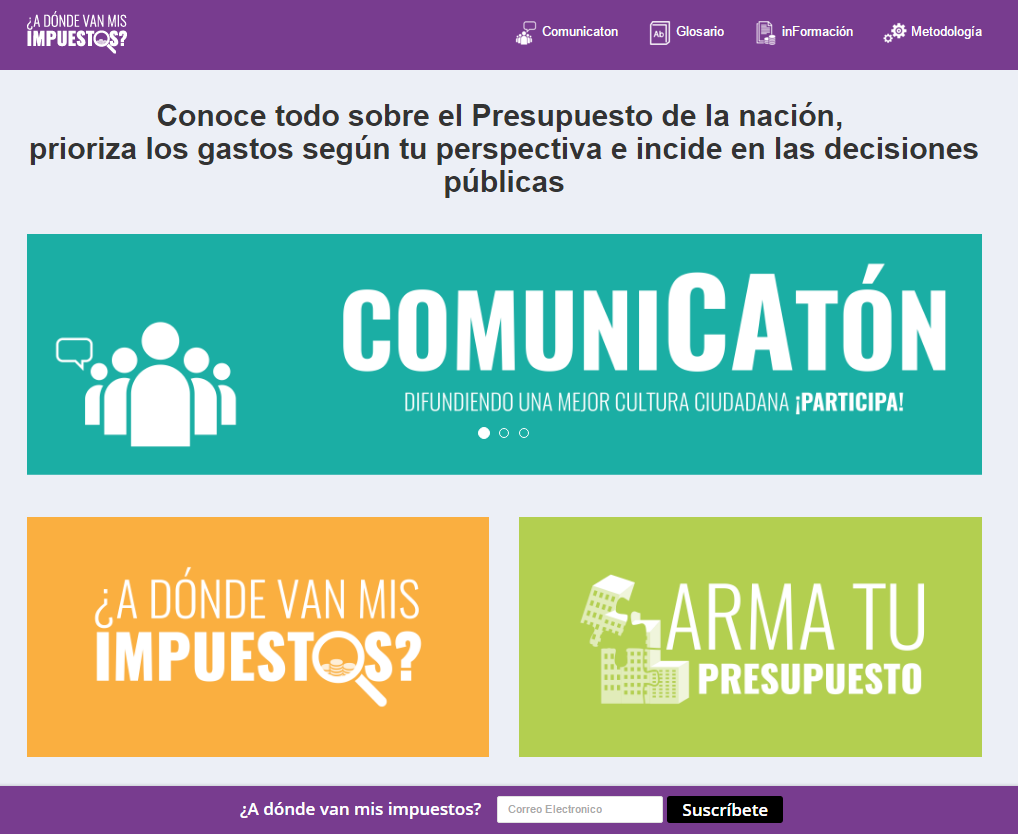 ¿A DÓNDE VAN MIS
IMPUESTOS?
Comunicaton
Ab
Glosario
inFormación
Metodología
Conoce todo sobre el Presupuesto de la nación,
prioriza los gastos según tu perspectiva e incide en las decisiones
públicas
COMUNICATÓN
DIFUNDIENDO UNA MEJOR CULTURA CIUDADANA ¡PARTICIPA!
¿A DÓNDE VAN MIS
IMPUESTOS?
ARMA TU
PRESUPUESTO
¿A dónde van mis impuestos?
Correo Electronico
Suscríbete